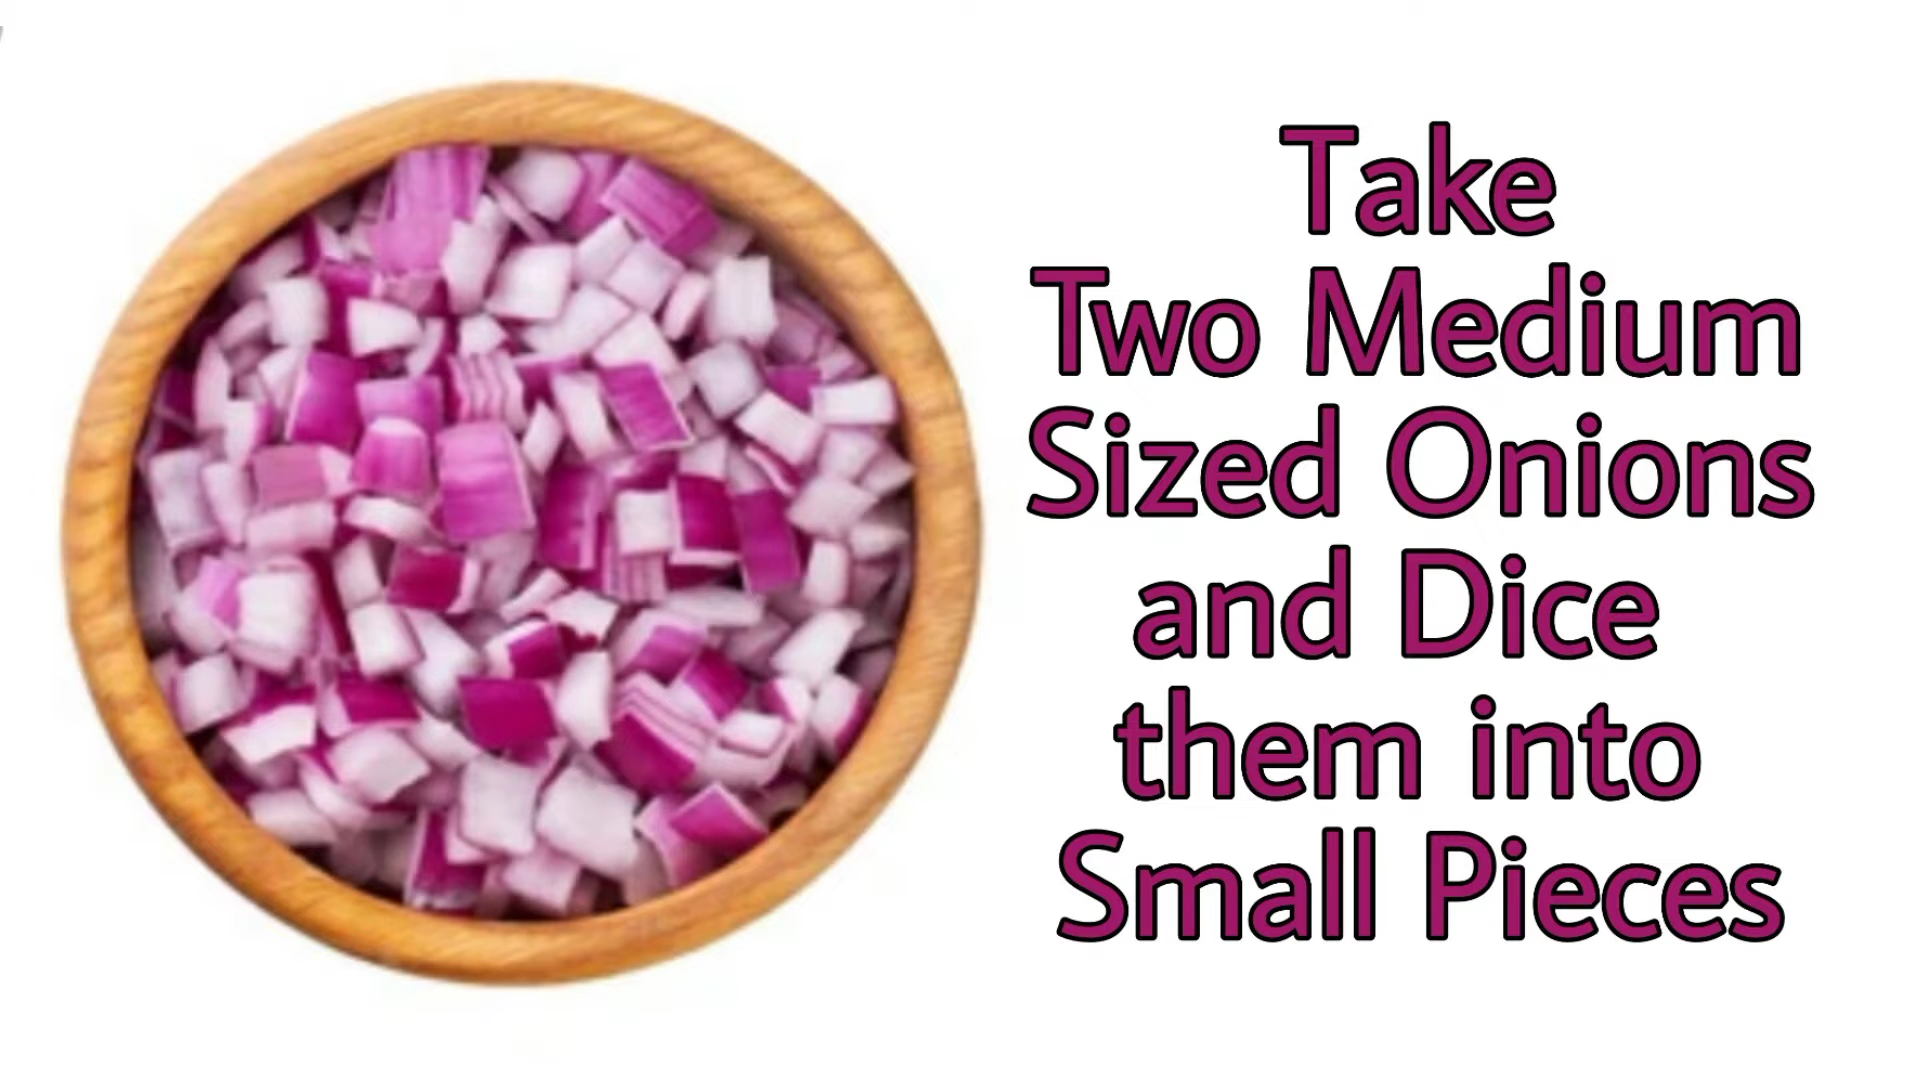 Take
Two Medium
Sized Onions
and Dice
them into
Small Pieces